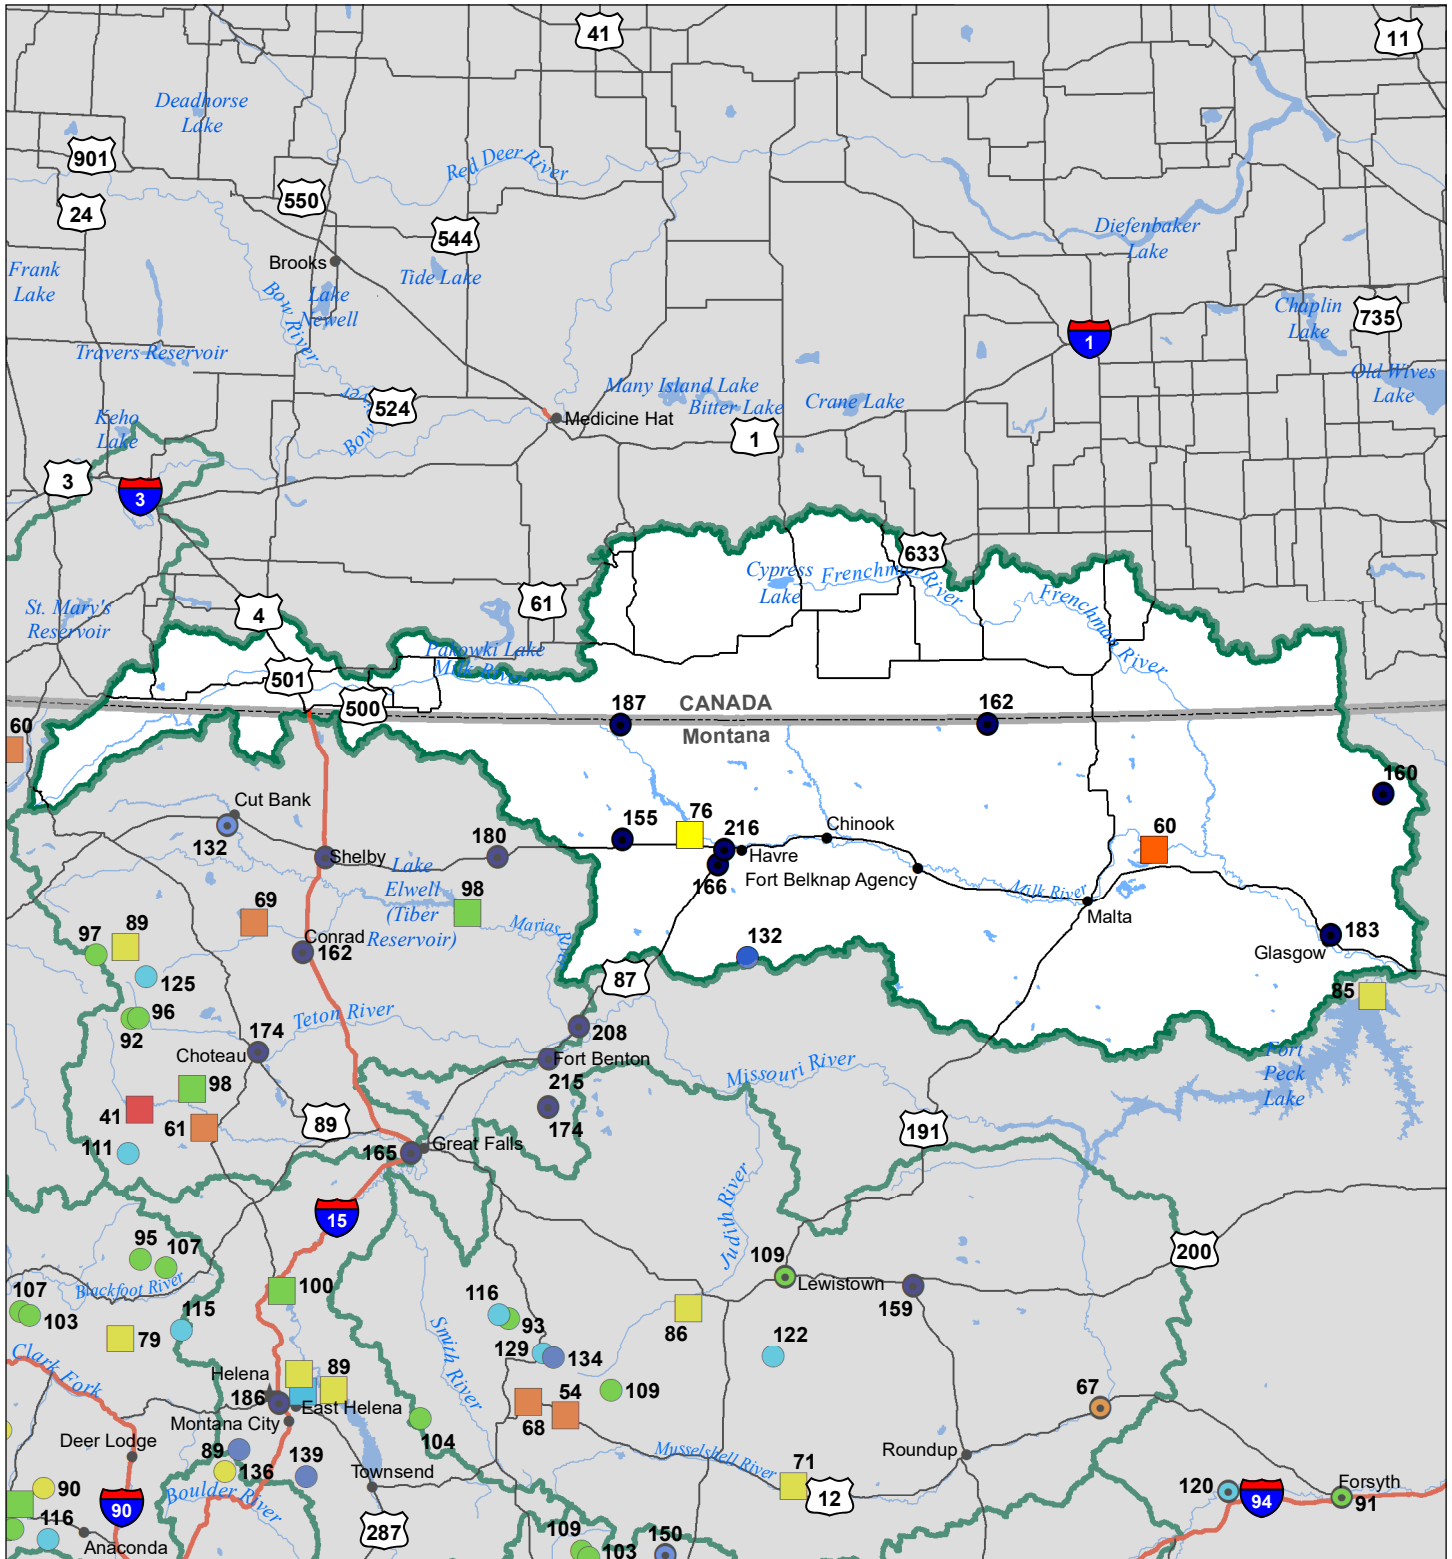 41
11
Deadhorse
Lake
901
Red Deer River
550
24
544
Diefenbaker
Lake
Brooks
Frank
Lake
Tide Lake
Bow River
Lake
Newell
Chaplin
Lake
735
1
Travers Reservoir
Many Island Lake
Old Wives
Lake
524
Bitter Lake
Crane Lake
Keho
Lake
Medicine Hat
Bow
1
3
3
633
Cypress
Lake
Frenchman River
61
4
St. Mary's
Reservoir
Frenchman River
Pakowki Lake
Milk River
501
500
187
CANADA
162
60
Montana
160
Cut Bank
132
155
76
216
Chinook
60
180
Shelby
Havre
Lake
Elwell
(Tiber
Reservoir)
166
Fort Belknap Agency
98
Milk River
Malta
69
Marias River
97
89
Conrad
162
132
183
Glasgow
125
87
85
96
92
Teton River
174
Choteau
208
Fort Benton
Missouri River
Fort
Peck
Lake
98
215
41
61
89
174
191
111
165
Great Falls
Judith River
15
95
107
109
200
Blackfoot River
107
103
100
Lewistown
159
115
116
93
86
79
Smith River
129
134
122
Clark Fork
Helena
89
109
67
186
East Helena
68
54
Montana City
104
Deer Lodge
89
136
139
Musselshell River
Roundup
Townsend
71
12
90
Boulder River
90
120
94
Forsyth
91
116
287
Anaconda
109
103
150